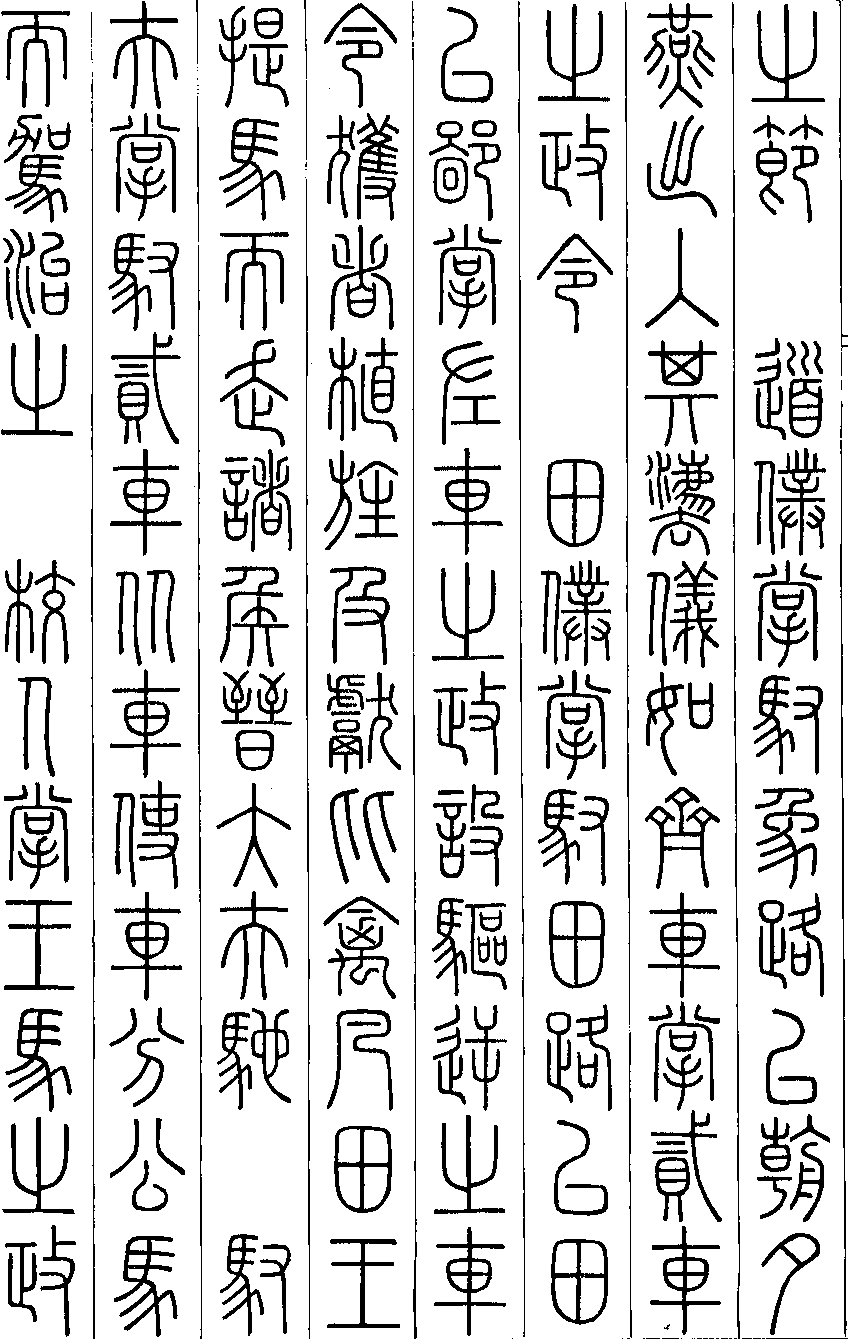 之節 道僕掌馭象路以朝夕
燕出入其灋儀如齊車掌貳車
之政令 田僕掌馭田路以田
以鄙掌左車之政設驅逆之車
令獲者植旌及獻比禽凡田王
提馬而走諸侯晉大夫馳 馭
夫掌馭貳車从車使車分公馬
而駕治之 校人掌王馬之政